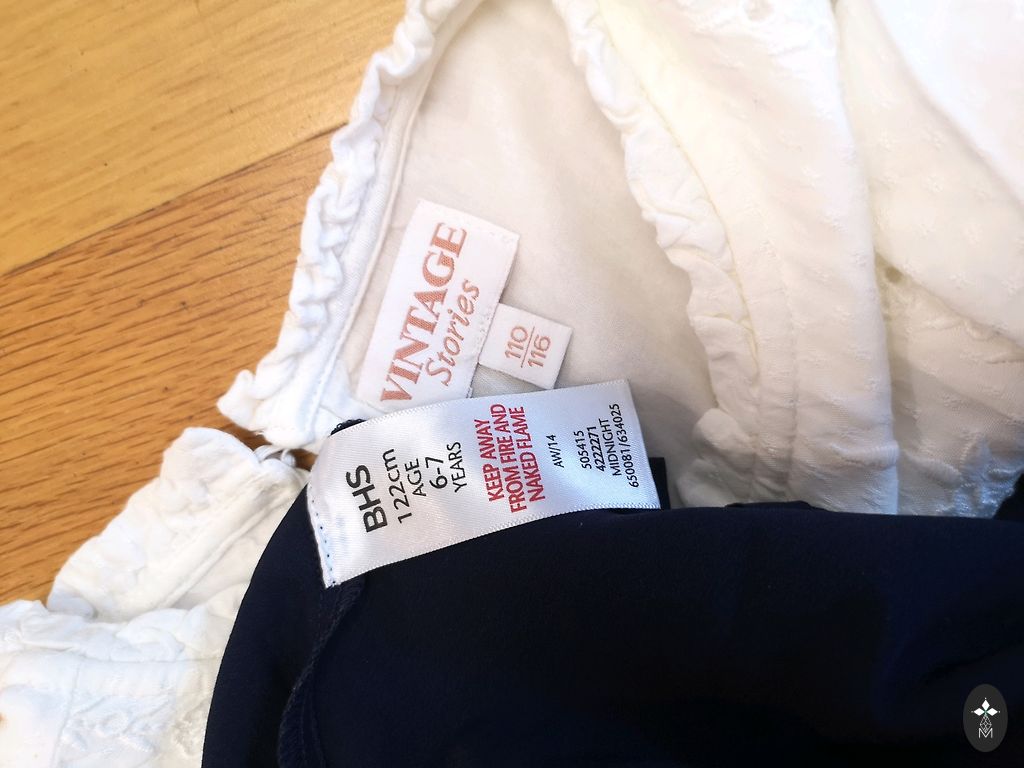 VINTAGE
Stories
110
116
BHS
122cm
AGE
6-7
YEARS
KEEP AWAY
FROM FIRE AND
NAKED FLAME
AW/14
505415
4222271
MIDNIGHT
650081/634025
M